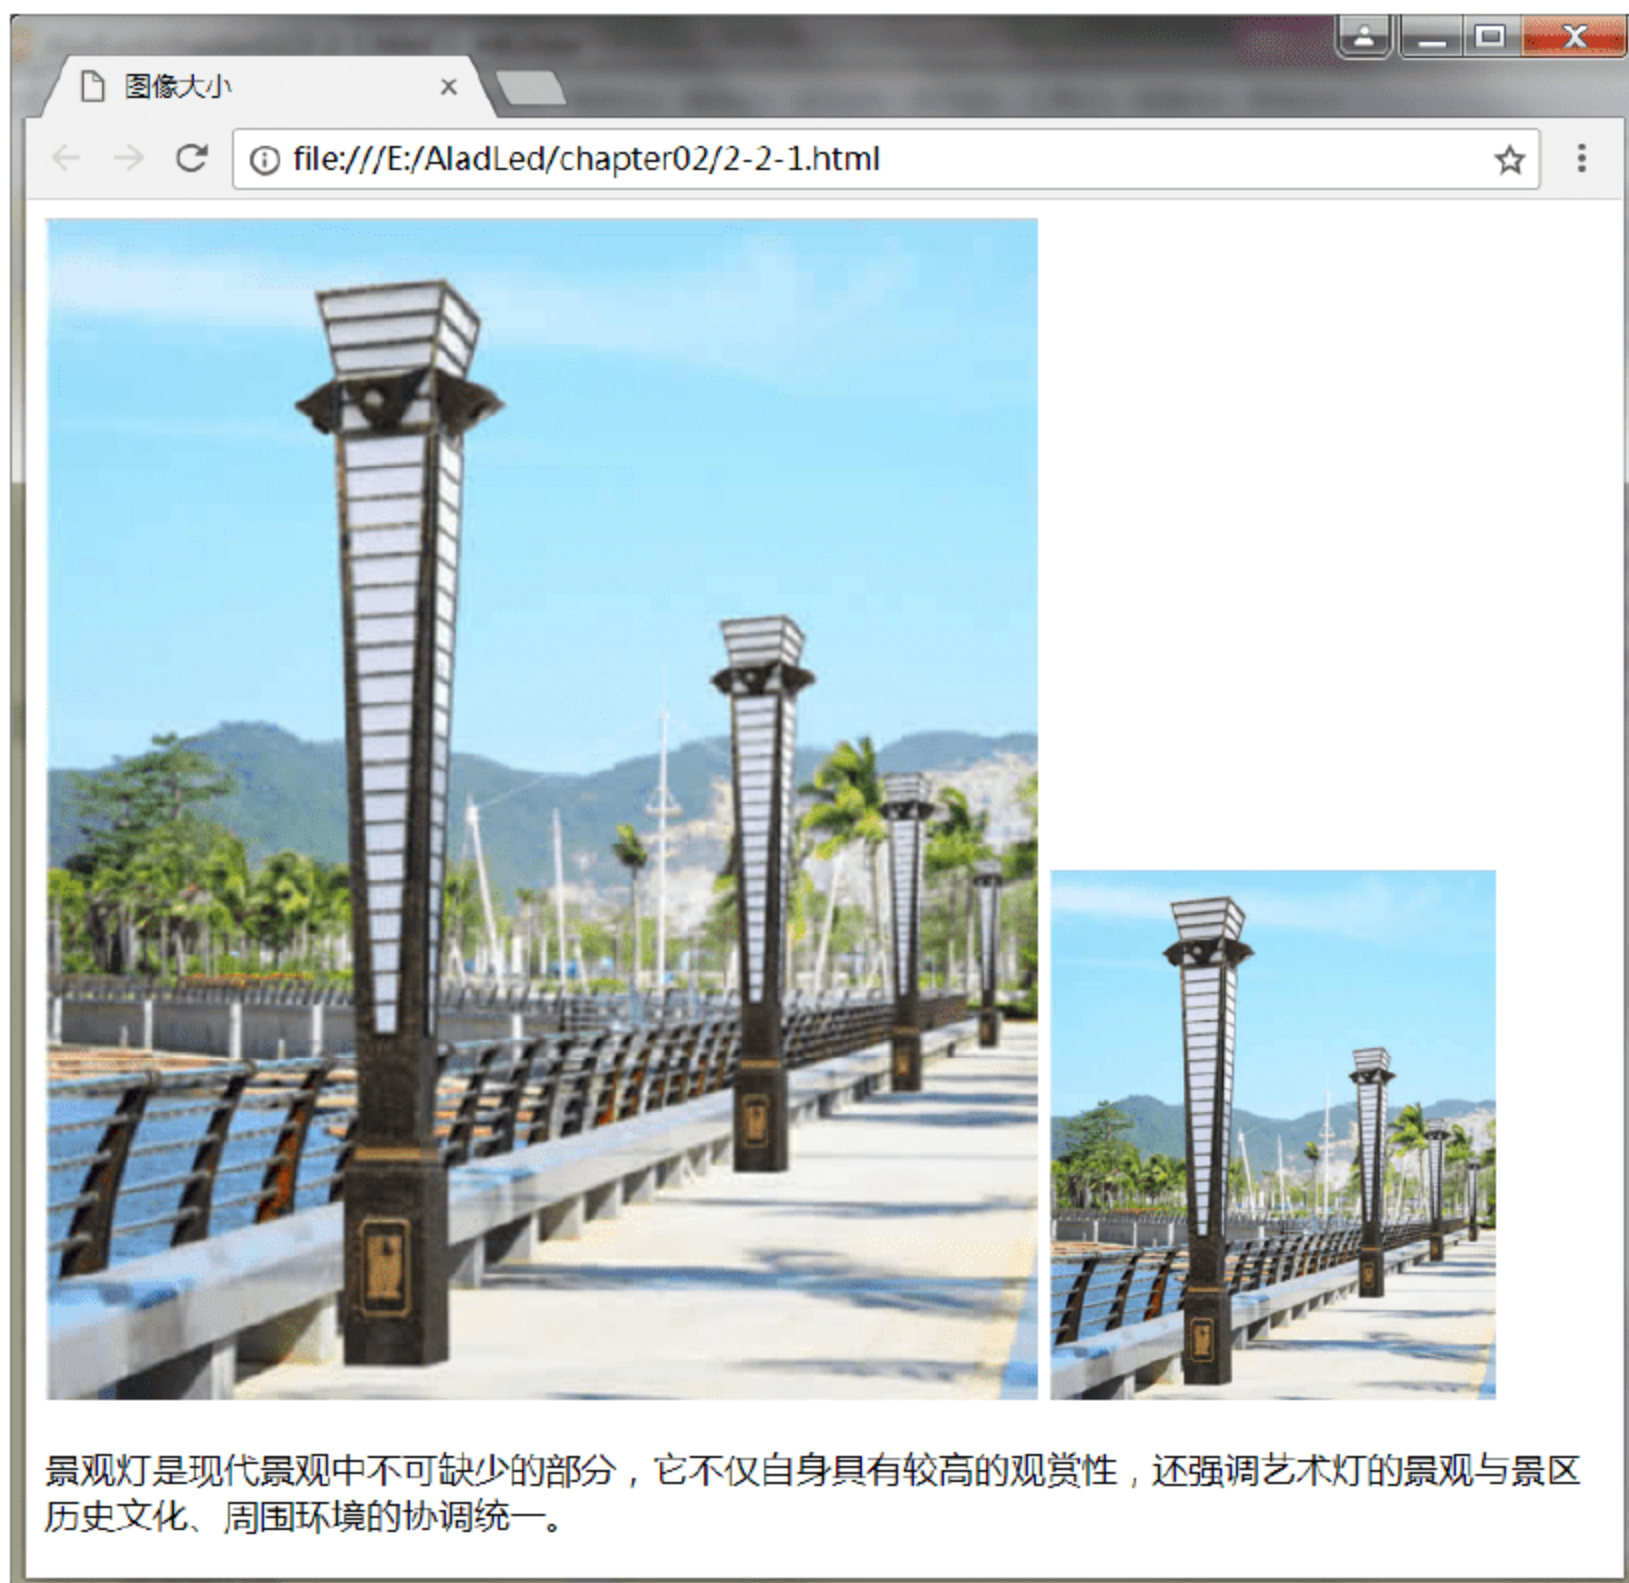 图像大小
file:///E:/AladLed/chapter02/2-2-1.html
景观灯是现代景观中不可缺少的部分，它不仅自身具有较高的观赏性，还强调艺术灯的景观与景区
历史文化、周围环境的协调统一。